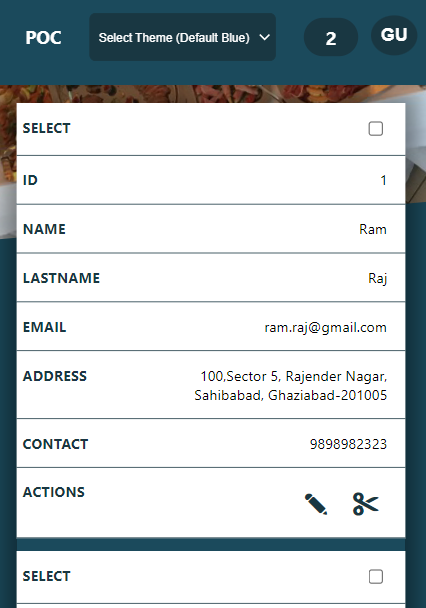 POC Select Theme (Default Blue) 2 GU
SELECT
ID 1
NAME Ram
LASTNAME Raj
EMAIL ram.raj@gmail.com
ADDRESS 100,Sector 5, Rajender Nagar,
Sahibabad, Ghaziabad-201005
CONTACT 9898982323
ACTIONS
SELECT